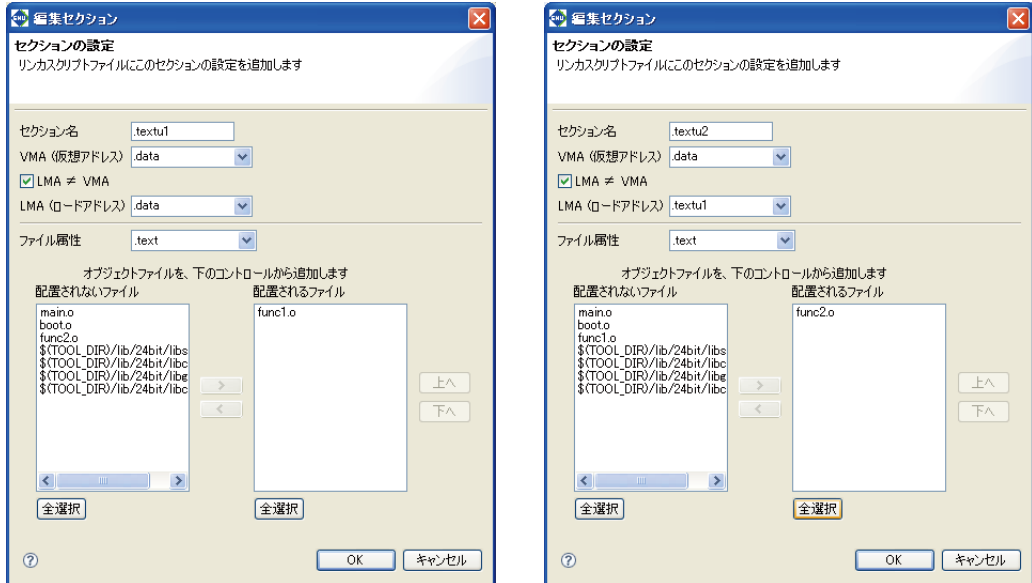 編集セクション
セクションの設定
リンカスクリプトファイルにこのセクションの設定を追加します
セクション名 .textu1
VMA (仮想アドレス) .data
LMA ≠ VMA
LMA (ロードアドレス) .data
ファイル属性 .text
オブジェクトファイルを、下のコントロールから追加します
配置されないファイル 配置されるファイル
main.o
boot.o
func2.o
$(TOOL_DIR)/lib/24bit/libs
$(TOOL_DIR)/lib/24bit/libc
$(TOOL_DIR)/lib/24bit/libg
$(TOOL_DIR)/lib/24bit/libc
func1.o
>
<
上へ
下へ
全選択 全選択
? OK キャンセル
編集セクション
セクションの設定
リンカスクリプトファイルにこのセクションの設定を追加します
セクション名 .textu2
VMA (仮想アドレス) .data
LMA ≠ VMA
LMA (ロードアドレス) .textu1
ファイル属性 .text
オブジェクトファイルを、下のコントロールから追加します
配置されないファイル 配置されるファイル
main.o
boot.o
func1.o
$(TOOL_DIR)/lib/24bit/libs
$(TOOL_DIR)/lib/24bit/libc
$(TOOL_DIR)/lib/24bit/libg
$(TOOL_DIR)/lib/24bit/libc
func2.o
>
<
上へ
下へ
全選択 全選択
? OK キャンセル